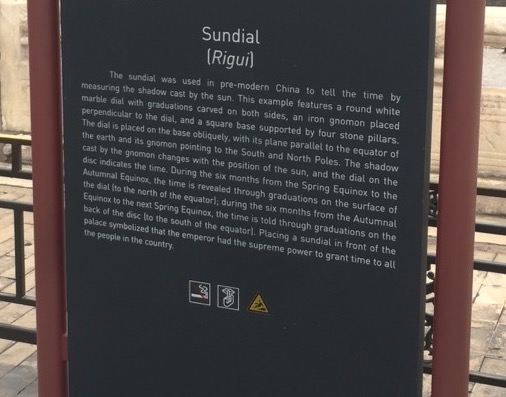 Sundial
(Rigui)
The sundial was used in pre-modern China to tell the time by
measuring the shadow cast by the sun. This example features a round white
marble dial with graduations carved on both sides, an iron gnomon placed
perpendicular to the dial, and a square base supported by four stone pillars.
The dial is placed on the base obliquely, with its plane parallel to the equator of
the earth and its gnomon pointing to the South and North Poles. The shadow
cast by the gnomon changes with the position of the sun, and the dial on the
disc indicates the time. During the six months from the Spring Equinox to the
Autumnal Equinox, the time is revealed through graduations on the surface of
the dial (to the north of the equator); during the six months from the Autumnal
Equinox to the next Spring Equinox, the time is told through graduations on the
back of the disc (to the south of the equator). Placing a sundial in front of the
palace symbolized that the emperor had the supreme power to grant time to all
the people in the country.